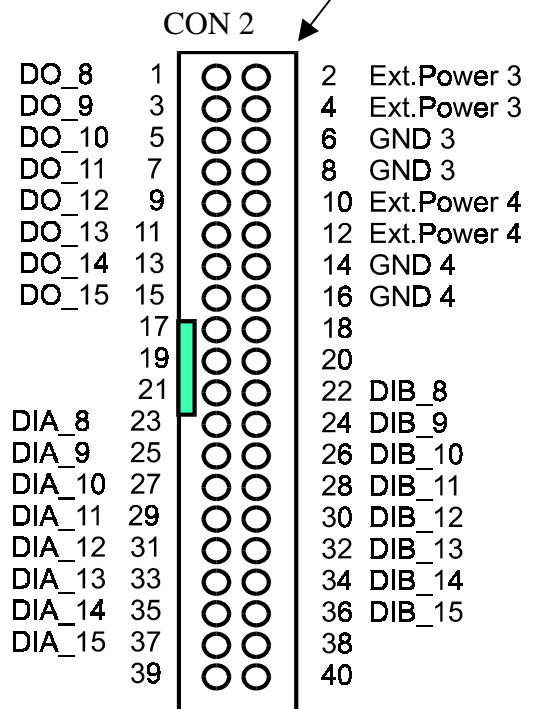 CON 2
DO_8 1 2 Ext.Power 3
DO_9 3 4 Ext.Power 3
DO_10 5 6 GND 3
DO_11 7 8 GND 3
DO_12 9 10 Ext.Power 4
DO_13 11 12 Ext.Power 4
DO_14 13 14 GND 4
DO_15 15 16 GND 4
17 18
19 20
21 22 DIB_8
DIA_8 23 24 DIB_9
DIA_9 25 26 DIB_10
DIA_10 27 28 DIB_11
DIA_11 29 30 DIB_12
DIA_12 31 32 DIB_13
DIA_13 33 34 DIB_14
DIA_14 35 36 DIB_15
DIA_15 37 38
39 40